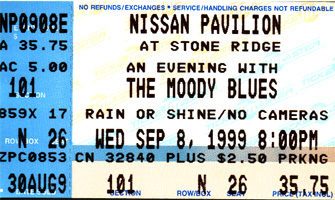 NO REFUNDS/EXCHANGES • SERVICE/HANDLING CHARGES NOT REFUNDABLE
NP0908E NISSAN PAVILION
A 35.75 AT STONE RIDGE
AC 5.00 AN EVENING WITH
101 THE MOODY BLUES
859X 17 RAIN OR SHINE/NO CAMERAS
ROW/BOX
N 26 WED SEP 8, 1999 8:00PM
ZPC0853 CN 32840 PLUS $2.50 PRKNG
30AUG9 101 N 26 35.75
SECTION ROW/BOX SEAT PRICE (TAX INCL)